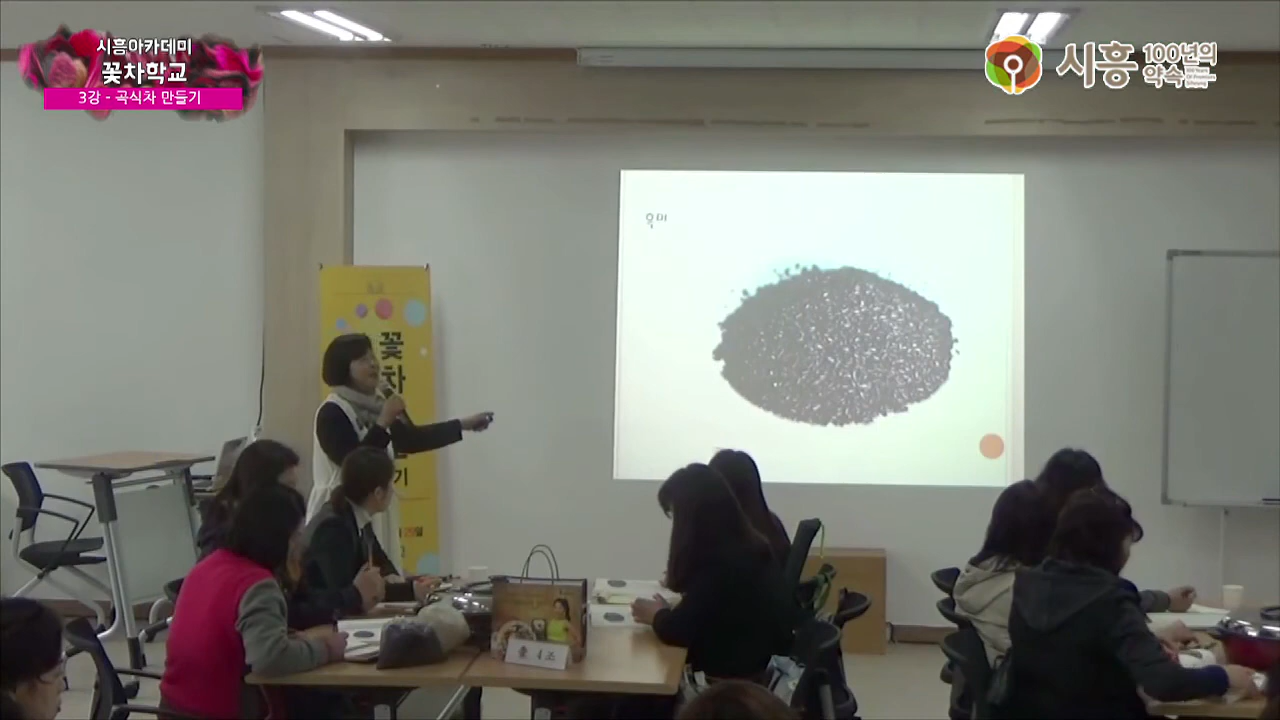 시흥아카데미
꽃차학교
3강 - 곡식차 만들기
시흥
100년의
약속
흑미
꽃
차
기
4조